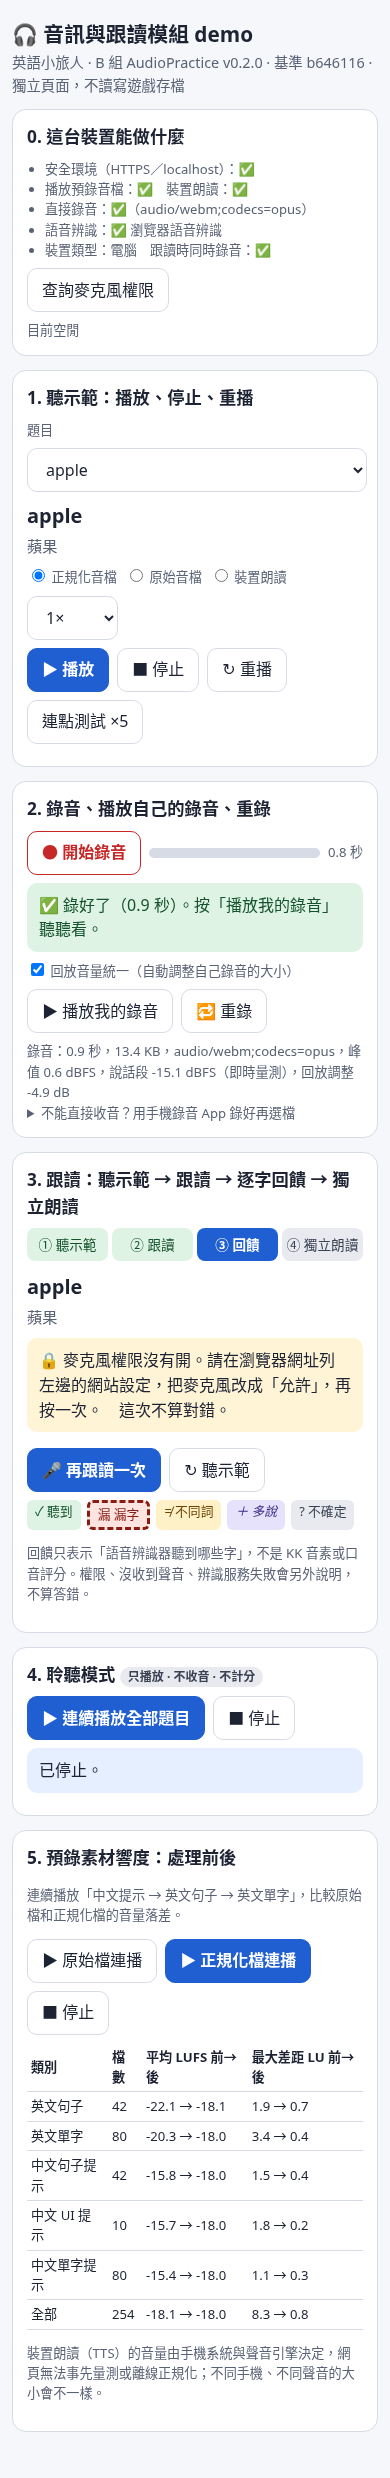 🎧 音訊與跟讀模組 demo
英語小旅人 · B 組 AudioPractice v0.2.0 · 基準 b646116 ·
獨立頁面，不讀寫遊戲存檔
0. 這台裝置能做什麼
• 安全環境（HTTPS／localhost）：✅
• 播放預錄音檔：✅　裝置朗讀：✅
• 直接錄音：✅（audio/webm;codecs=opus）
• 語音辨識：✅ 瀏覽器語音辨識
• 裝置類型：電腦　跟讀時同時錄音：✅
查詢麥克風權限
目前空閒
1. 聽示範：播放、停止、重播
題目
apple
apple
蘋果
正規化音檔 原始音檔 裝置朗讀
1×
▶ 播放 ■ 停止 ↻ 重播
連點測試 ×5
2. 錄音、播放自己的錄音、重錄
● 開始錄音 0.8 秒
✅ 錄好了（0.9 秒）。按「播放我的錄音」
聽聽看。
回放音量統一（自動調整自己錄音的大小）
▶ 播放我的錄音 🔁 重錄
錄音：0.9 秒，13.4 KB，audio/webm;codecs=opus，峰
值 0.6 dBFS，說話段 -15.1 dBFS（即時量測），回放調整
-4.9 dB
▶ 不能直接收音？用手機錄音 App 錄好再選檔
3. 跟讀：聽示範 → 跟讀 → 逐字回饋 → 獨
立朗讀
① 聽示範 ② 跟讀 ③ 回饋 ④ 獨立朗讀
apple
蘋果
🔒 麥克風權限沒有開。請在瀏覽器網址列
左邊的網站設定，把麥克風改成「允許」，再
按一次。　這次不算對錯。
🎤 再跟讀一次 ↻ 聽示範
✓ 聽到 漏 漏字 ≠ 不同詞 ＋ 多說 ? 不確定
回饋只表示「語音辨識器聽到哪些字」，不是 KK 音素或口
音評分。權限、沒收到聲音、辨識服務失敗會另外說明，
不算答錯。
4. 聆聽模式 只播放 · 不收音 · 不計分
▶ 連續播放全部題目 ■ 停止
已停止。
5. 預錄素材響度：處理前後
連續播放「中文提示 → 英文句子 → 英文單字」，比較原始
檔和正規化檔的音量落差。
▶ 原始檔連播 ▶ 正規化檔連播
■ 停止
類別 檔數 平均 LUFS 前→後 最大差距 LU 前→後
英文句子 42 -22.1 → -18.1 1.9 → 0.7
英文單字 80 -20.3 → -18.0 3.4 → 0.4
中文句子提示 42 -15.8 → -18.0 1.5 → 0.4
中文 UI 提示 10 -15.7 → -18.0 1.8 → 0.2
中文單字提示 80 -15.4 → -18.0 1.1 → 0.3
全部 254 -18.1 → -18.0 8.3 → 0.8
裝置朗讀（TTS）的音量由手機系統與聲音引擎決定，網
頁無法事先量測或離線正規化；不同手機、不同聲音的大
小會不一樣。